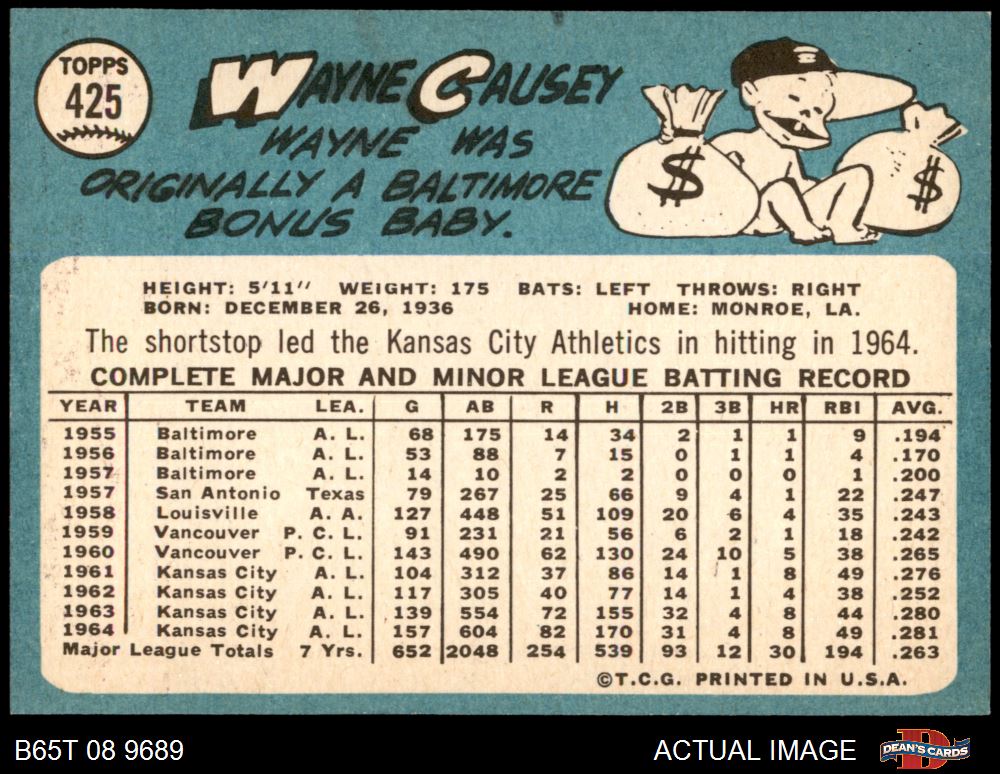 TOPPS
425
WAYNE CAUSEY
WAYNE WAS
ORIGINALLY A BALTIMORE
BONUS BABY.
$ $
HEIGHT: 5'11" WEIGHT: 175 BATS: LEFT THROWS: RIGHT
BORN: DECEMBER 26, 1936 HOME: MONROE, LA.
The shortstop led the Kansas City Athletics in hitting in 1964.
COMPLETE MAJOR AND MINOR LEAGUE BATTING RECORD
YEAR TEAM LEA. G AB R H 2B 3B HR RBI AVG.
1955 Baltimore A. L. 68 175 14 34 2 1 1 9 .194
1956 Baltimore A. L. 53 88 7 15 0 1 1 4 .170
1957 Baltimore A. L. 14 10 2 2 0 0 0 1 .200
1957 San Antonio Texas 79 267 25 66 9 4 1 22 .247
1958 Louisville A. A. 127 448 51 109 20 6 4 35 .243
1959 Vancouver P. C. L. 91 231 21 56 6 2 1 18 .242
1960 Vancouver P. C. L. 143 490 62 130 24 10 5 38 .265
1961 Kansas City A. L. 104 312 37 86 14 1 8 49 .276
1962 Kansas City A. L. 117 305 40 77 14 1 4 38 .252
1963 Kansas City A. L. 139 554 72 155 32 4 8 44 .280
1964 Kansas City A. L. 157 604 82 170 31 4 8 49 .281
Major League Totals 7 Yrs. 652 2048 254 539 93 12 30 194 .263
©T.C.G. PRINTED IN U.S.A.
B65T 08 9689 ACTUAL IMAGE DEAN'S CARDS